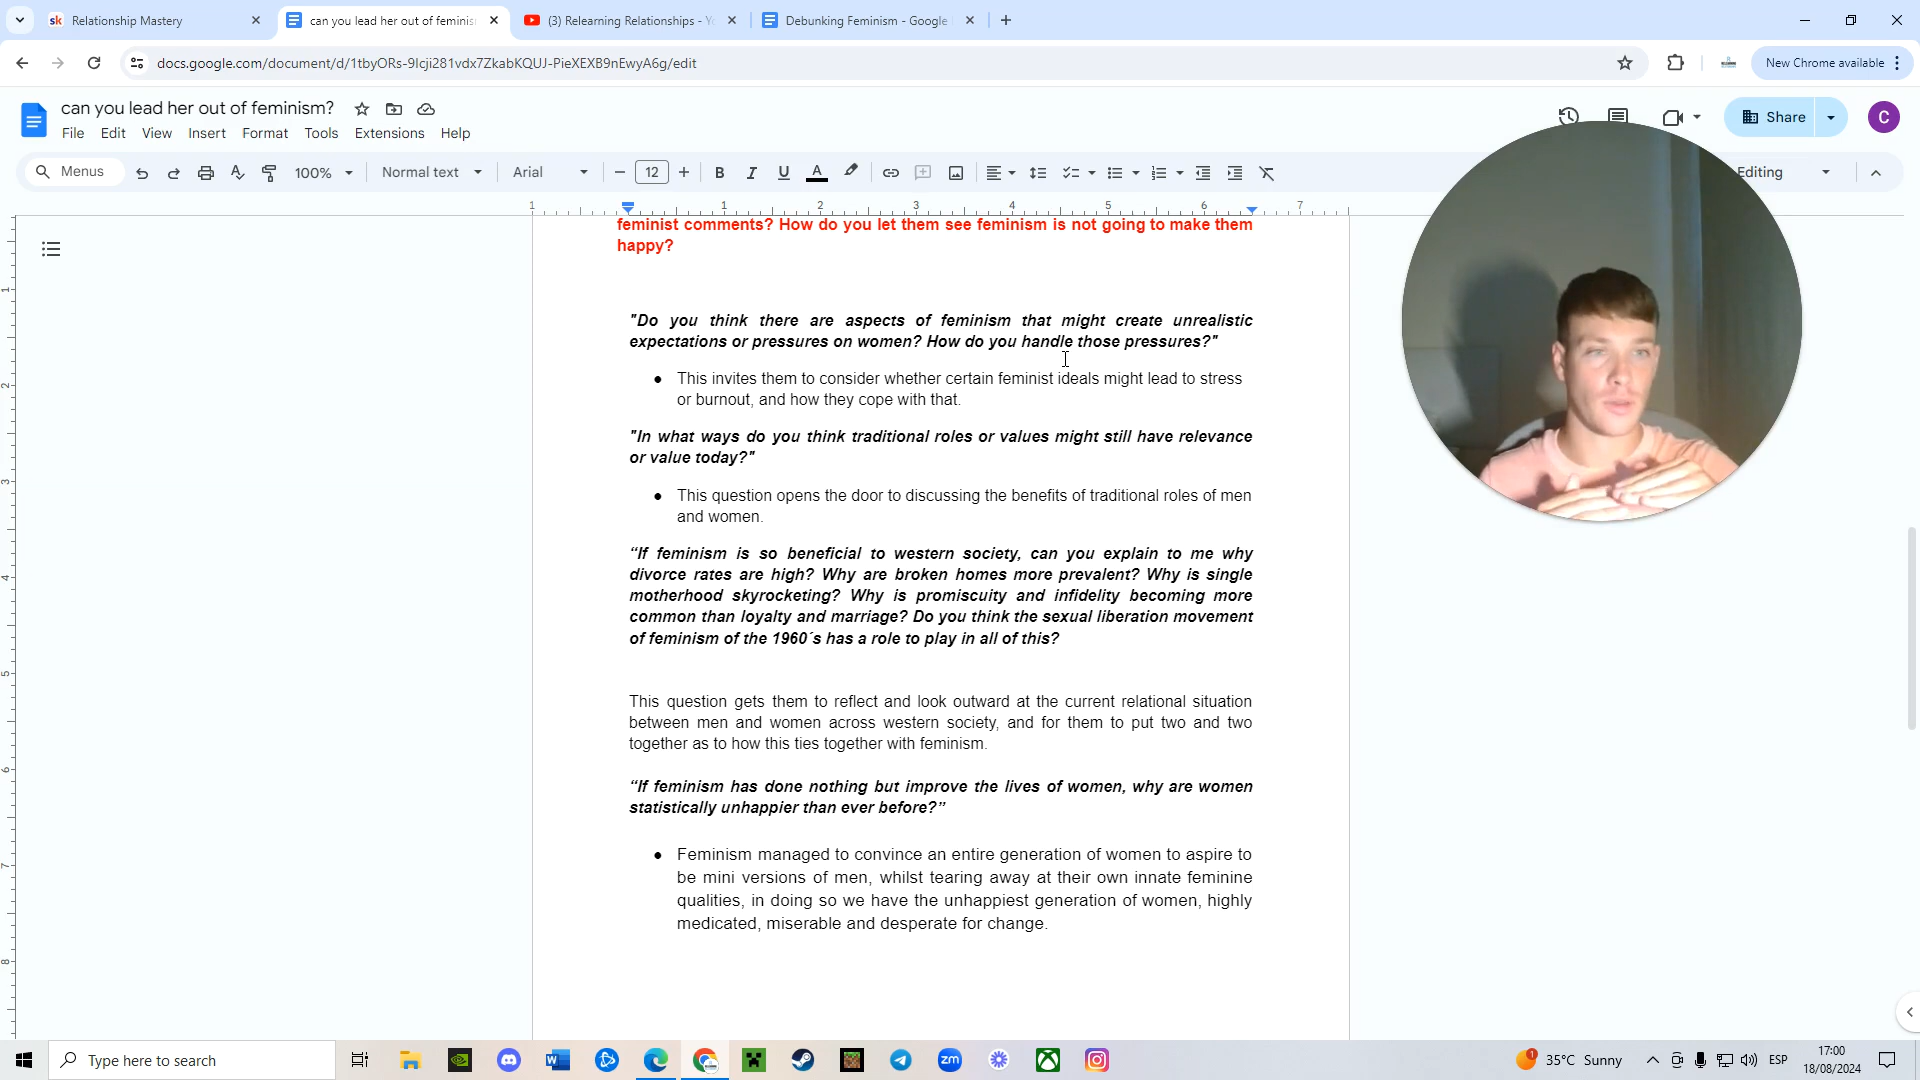 Relationship Mastery
can you lead her out of feminis
(3) Relearning Relationships - Yo
Debunking Feminism - Google
docs.google.com/document/d/1tbyORs-9Icji281vdx7ZkabKQUJ-PieXEXB9nEwyA6g/edit
New Chrome available
can you lead her out of feminism?
Share
C
File Edit View Insert Format Tools Extensions Help
Menus
100%
Normal text
Arial
12
Editing
1 1 2 3 4 5 6 7
feminist comments? How do you let them see feminism is not going to make them
happy?
"Do you think there are aspects of feminism that might create unrealistic
expectations or pressures on women? How do you handle those pressures?"
● This invites them to consider whether certain feminist ideals might lead to stress
or burnout, and how they cope with that.
"In what ways do you think traditional roles or values might still have relevance
or value today?"
● This question opens the door to discussing the benefits of traditional roles of men
and women.
“If feminism is so beneficial to western society, can you explain to me why
divorce rates are high? Why are broken homes more prevalent? Why is single
motherhood skyrocketing? Why is promiscuity and infidelity becoming more
common than loyalty and marriage? Do you think the sexual liberation movement
of feminism of the 1960´s has a role to play in all of this?
This question gets them to reflect and look outward at the current relational situation
between men and women across western society, and for them to put two and two
together as to how this ties together with feminism.
“If feminism has done nothing but improve the lives of women, why are women
statistically unhappier than ever before?”
● Feminism managed to convince an entire generation of women to aspire to
be mini versions of men, whilst tearing away at their own innate feminine
qualities, in doing so we have the unhappiest generation of women, highly
medicated, miserable and desperate for change.
Type here to search
35°C Sunny
ESP
17:00
18/08/2024